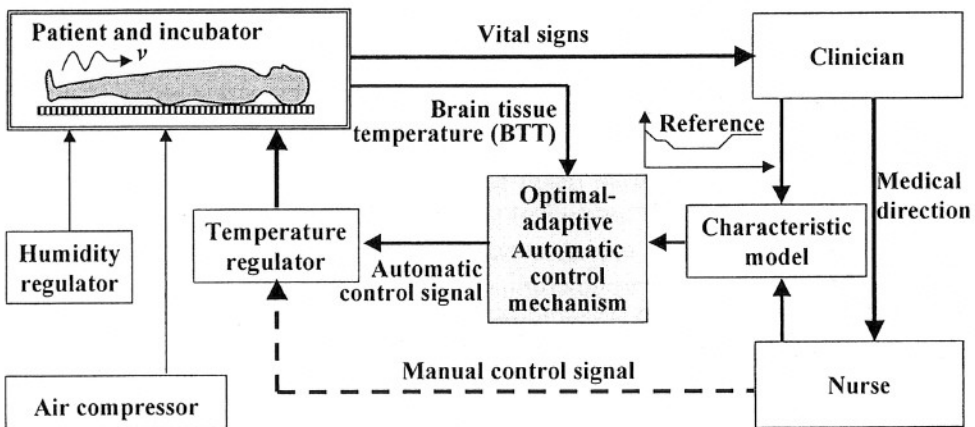 Patient and incubator
ν
Vital signs
Clinician
Brain tissue
temperature (BTT)
Reference
Medical
direction
Optimal-
adaptive
Automatic
control
mechanism
Characteristic
model
Temperature
regulator
Automatic
control signal
Humidity
regulator
Manual control signal
Nurse
Air compressor